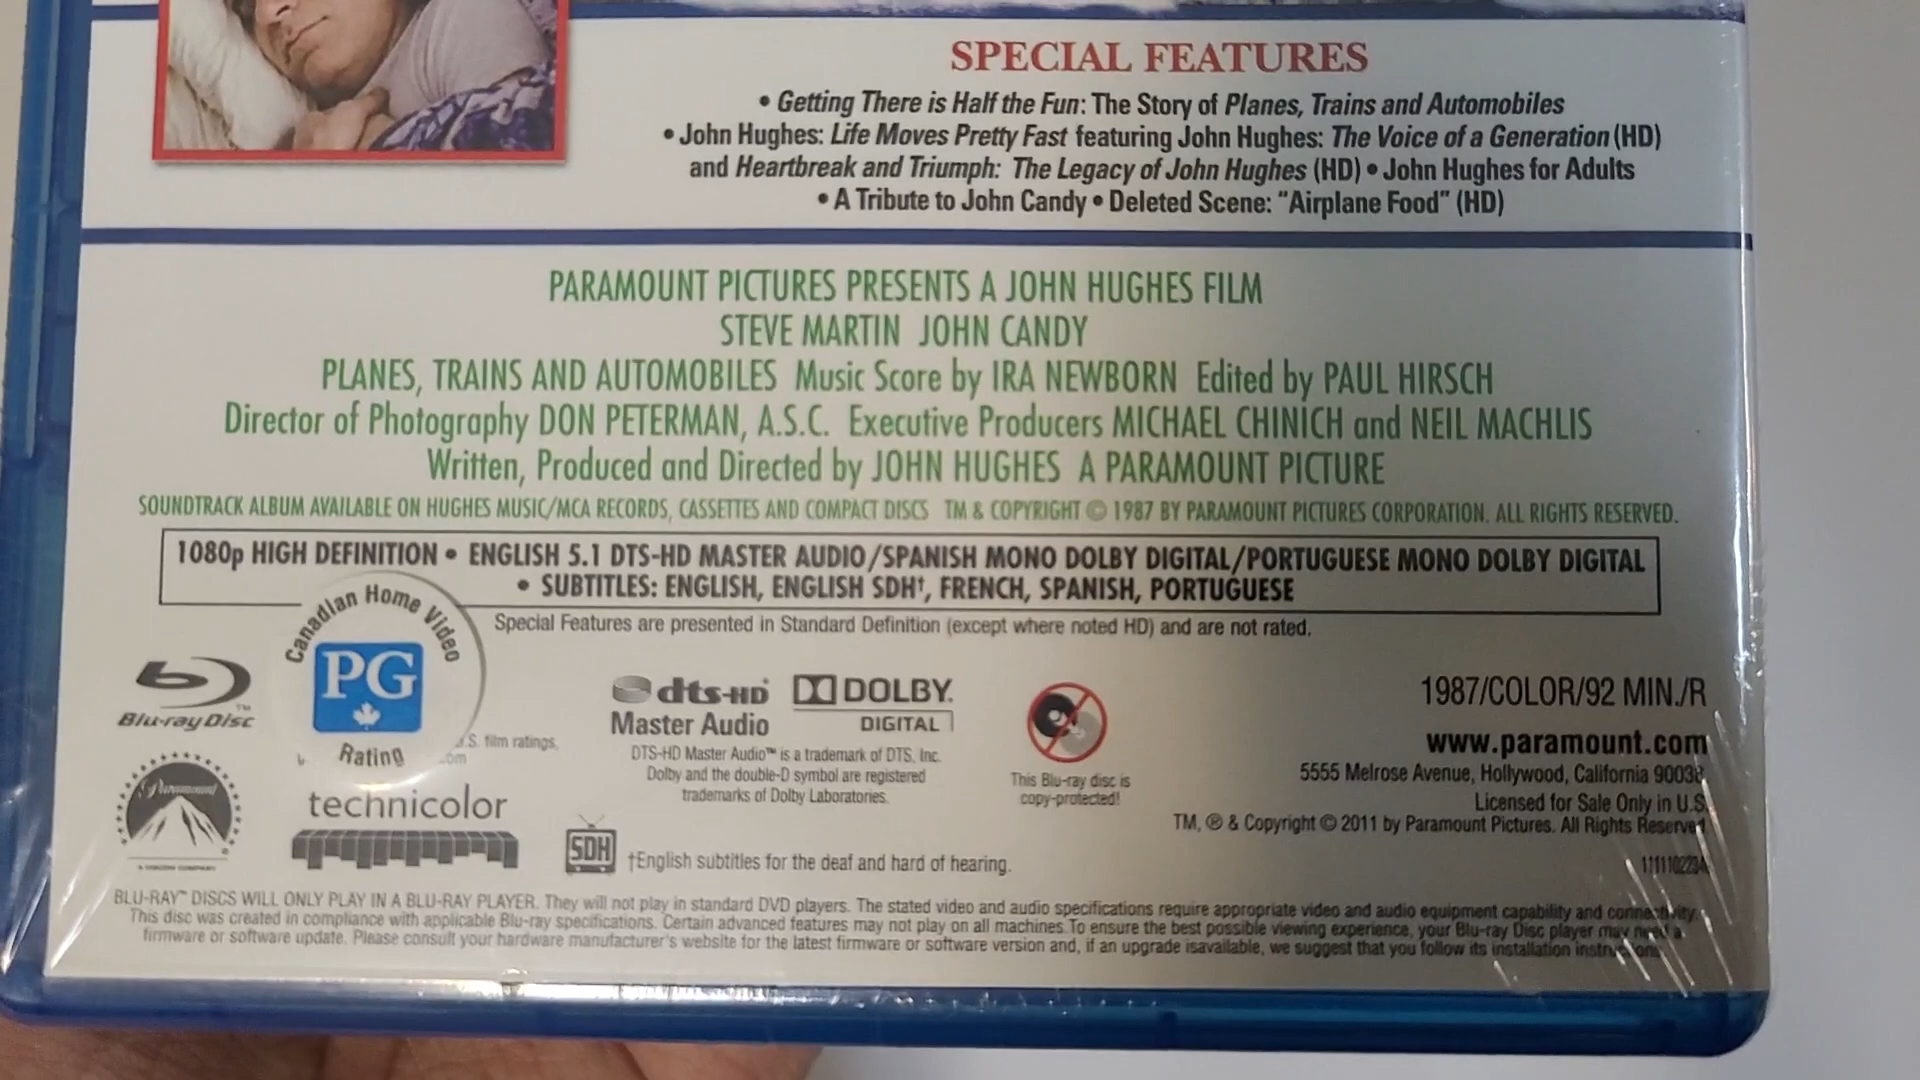 SPECIAL FEATURES
• Getting There is Half the Fun: The Story of Planes, Trains and Automobiles
• John Hughes: Life Moves Pretty Fast featuring John Hughes: The Voice of a Generation (HD)
and Heartbreak and Triumph: The Legacy of John Hughes (HD) • John Hughes for Adults
• A Tribute to John Candy • Deleted Scene: "Airplane Food" (HD)
PARAMOUNT PICTURES PRESENTS A JOHN HUGHES FILM
STEVE MARTIN JOHN CANDY
PLANES, TRAINS AND AUTOMOBILES Music Score by IRA NEWBORN Edited by PAUL HIRSCH
Director of Photography DON PETERMAN, A.S.C. Executive Producers MICHAEL CHINICH and NEIL MACHLIS
Written, Produced and Directed by JOHN HUGHES A PARAMOUNT PICTURE
SOUNDTRACK ALBUM AVAILABLE ON HUGHES MUSIC/MCA RECORDS, CASSETTES AND COMPACT DISCS TM & COPYRIGHT © 1987 BY PARAMOUNT PICTURES CORPORATION. ALL RIGHTS RESERVED.
1080p HIGH DEFINITION • ENGLISH 5.1 DTS-HD MASTER AUDIO/SPANISH MONO DOLBY DIGITAL/PORTUGUESE MONO DOLBY DIGITAL
• SUBTITLES: ENGLISH, ENGLISH SDH†, FRENCH, SPANISH, PORTUGUESE
Special Features are presented in Standard Definition (except where noted HD) and are not rated.
Canadian Home Video
PG
Rating
Blu-ray Disc™
.S. film ratings,
om
dts-HD
Master Audio
DOLBY
DIGITAL
DTS-HD Master Audio™ is a trademark of DTS, Inc.
Dolby and the double-D symbol are registered
trademarks of Dolby Laboratories.
This Blu-ray disc is
copy-protected!
1987/COLOR/92 MIN./R
www.paramount.com
5555 Melrose Avenue, Hollywood, California 90038
Licensed for Sale Only in U.S.
TM, ® & Copyright © 2011 by Paramount Pictures. All Rights Reserved.
Paramount
technicolor
SDH
†English subtitles for the deaf and hard of hearing.
BLU-RAY™ DISCS WILL ONLY PLAY IN A BLU-RAY PLAYER. They will not play in standard DVD players. The stated video and audio specifications require appropriate video and audio equipment capability and connectivity.
This disc was created in compliance with applicable Blu-ray specifications. Certain advanced features may not play on all machines. To ensure the best possible viewing experience, your Blu-ray Disc player may need a
firmware or software update. Please consult your hardware manufacturer's website for the latest firmware or software version and, if an upgrade isavailable, we suggest that you follow its installation instructions.